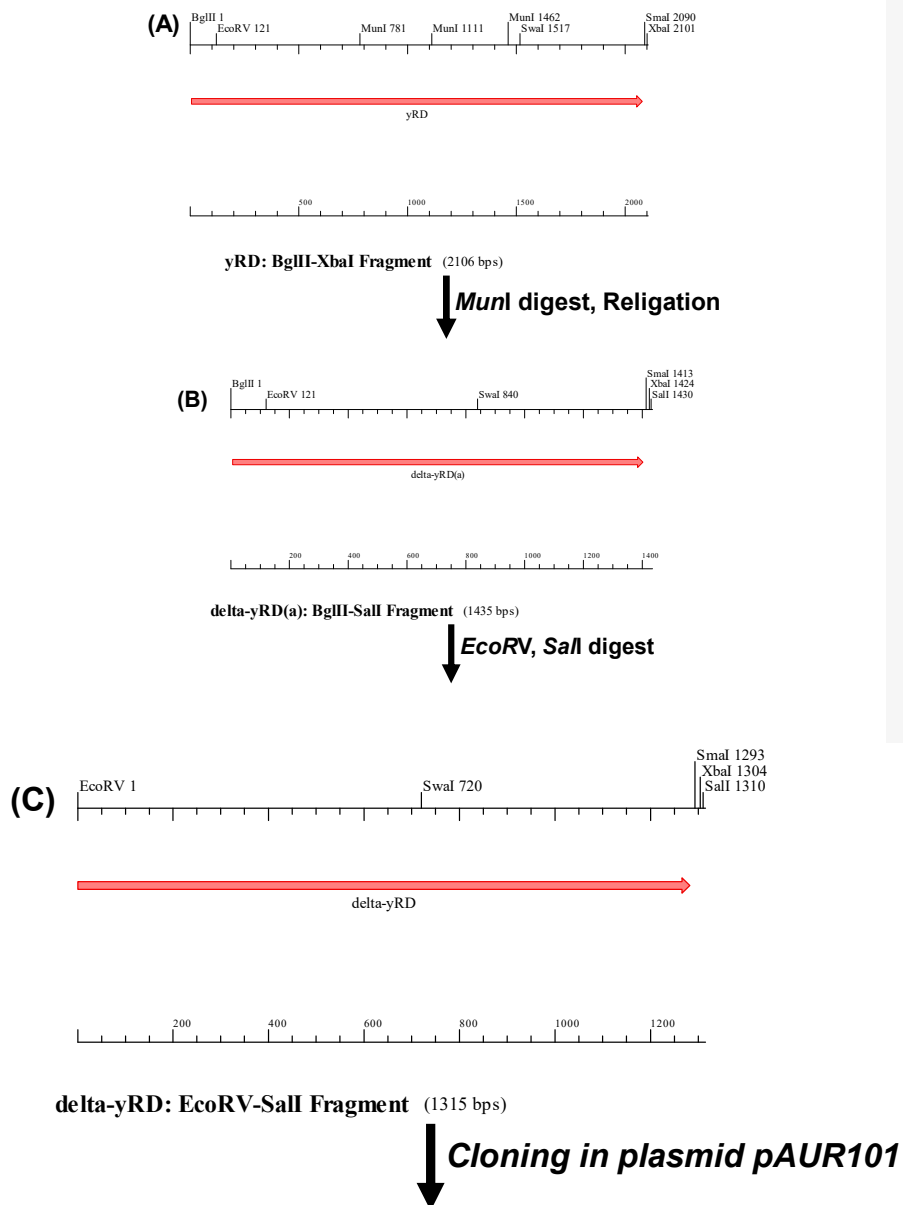 (A)
BglII 1
EcoRV 121
MunI 781
MunI 1111
MunI 1462
SwaI 1517
SmaI 2090
XbaI 2101
yRD
500 1000 1500 2000
yRD: BglII-XbaI Fragment (2106 bps)
MunI digest, Religation
(B)
BglII 1
EcoRV 121
SwaI 840
SmaI 1413
XbaI 1424
SalI 1430
delta-yRD(a)
200 400 600 800 1000 1200 1400
delta-yRD(a): BglII-SalI Fragment (1435 bps)
EcoRV, SalI digest
(C)
EcoRV 1
SwaI 720
SmaI 1293
XbaI 1304
SalI 1310
delta-yRD
200 400 600 800 1000 1200
delta-yRD: EcoRV-SalI Fragment (1315 bps)
Cloning in plasmid pAUR101